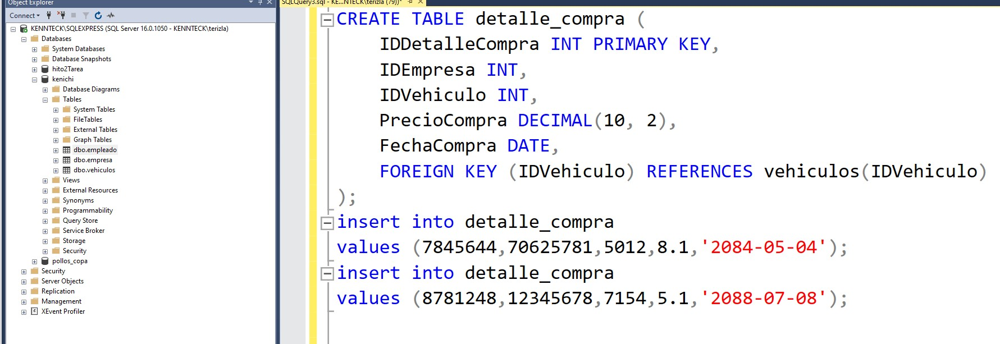 Object Explorer
Connect
KENNTECK\SQLEXPRESS (SQL Server 16.0.1050 - KENNTECK\terizla)
Databases
System Databases
Database Snapshots
hito2Tarea
kenichi
Database Diagrams
Tables
System Tables
FileTables
External Tables
Graph Tables
dbo.empleado
dbo.empresa
dbo.vehiculos
Views
External Resources
Synonyms
Programmability
Query Store
Service Broker
Storage
Security
pollos_copa
Security
Server Objects
Replication
Management
XEvent Profiler
SQLQuery3.sql - KE...NTECK\terizla (79))*
CREATE TABLE detalle_compra (
IDDetalleCompra INT PRIMARY KEY,
IDEmpresa INT,
IDVehiculo INT,
PrecioCompra DECIMAL(10, 2),
FechaCompra DATE,
FOREIGN KEY (IDVehiculo) REFERENCES vehiculos(IDVehiculo)
);
insert into detalle_compra
values (7845644,70625781,5012,8.1,'2084-05-04');
insert into detalle_compra
values (8781248,12345678,7154,5.1,'2088-07-08');